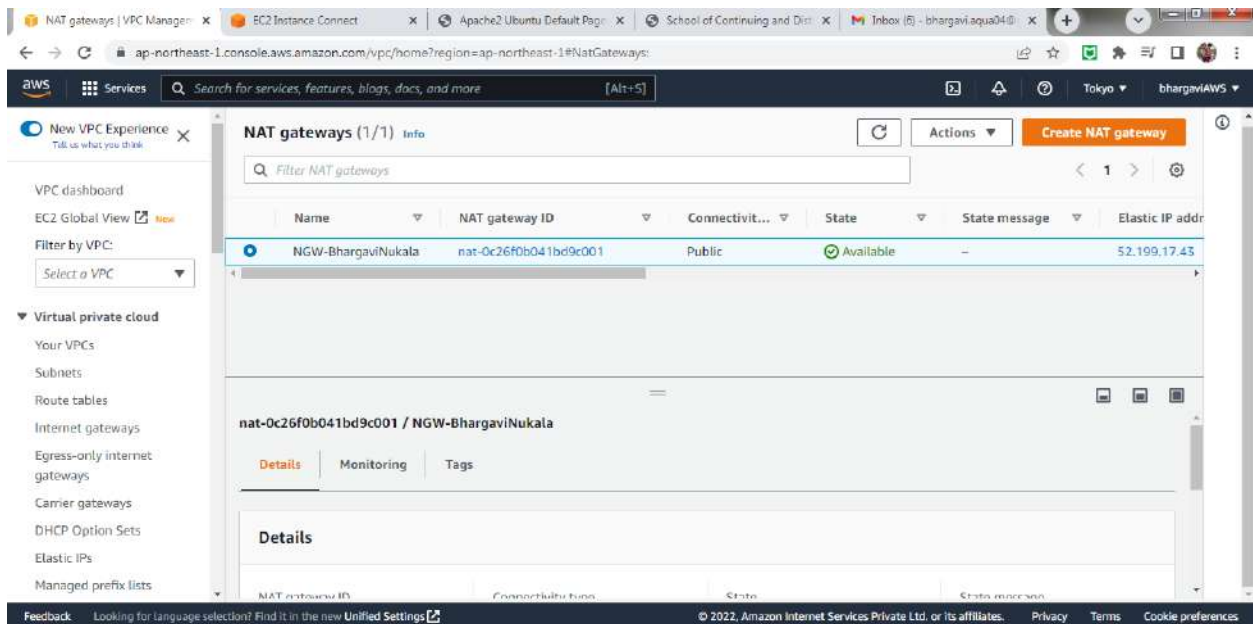 NAT gateways | VPC Managem
EC2 Instance Connect
Apache2 Ubuntu Default Page
School of Continuing and Dist
Inbox (6) - bhargavi.aqua04@
ap-northeast-1.console.aws.amazon.com/vpc/home?region=ap-northeast-1#NatGateways:
aws Services Search for services, features, blogs, docs, and more [Alt+S] Tokyo bhargaviAWS
New VPC Experience
Tell us what you think
VPC dashboard
EC2 Global View New
Filter by VPC:
Select a VPC
Virtual private cloud
Your VPCs
Subnets
Route tables
Internet gateways
Egress-only internet
gateways
Carrier gateways
DHCP Option Sets
Elastic IPs
Managed prefix lists
NAT gateways (1/1) Info Actions Create NAT gateway
Filter NAT gateways 1
Name NAT gateway ID Connectivit... State State message Elastic IP addr
NGW-BhargaviNukala nat-0c26f0b041bd9c001 Public Available – 52.199.17.43
nat-0c26f0b041bd9c001 / NGW-BhargaviNukala
Details Monitoring Tags
Details
NAT gateway ID Connectivity type State State message
Feedback Looking for language selection? Find it in the new Unified Settings © 2022, Amazon Internet Services Private Ltd. or its affiliates. Privacy Terms Cookie preferences